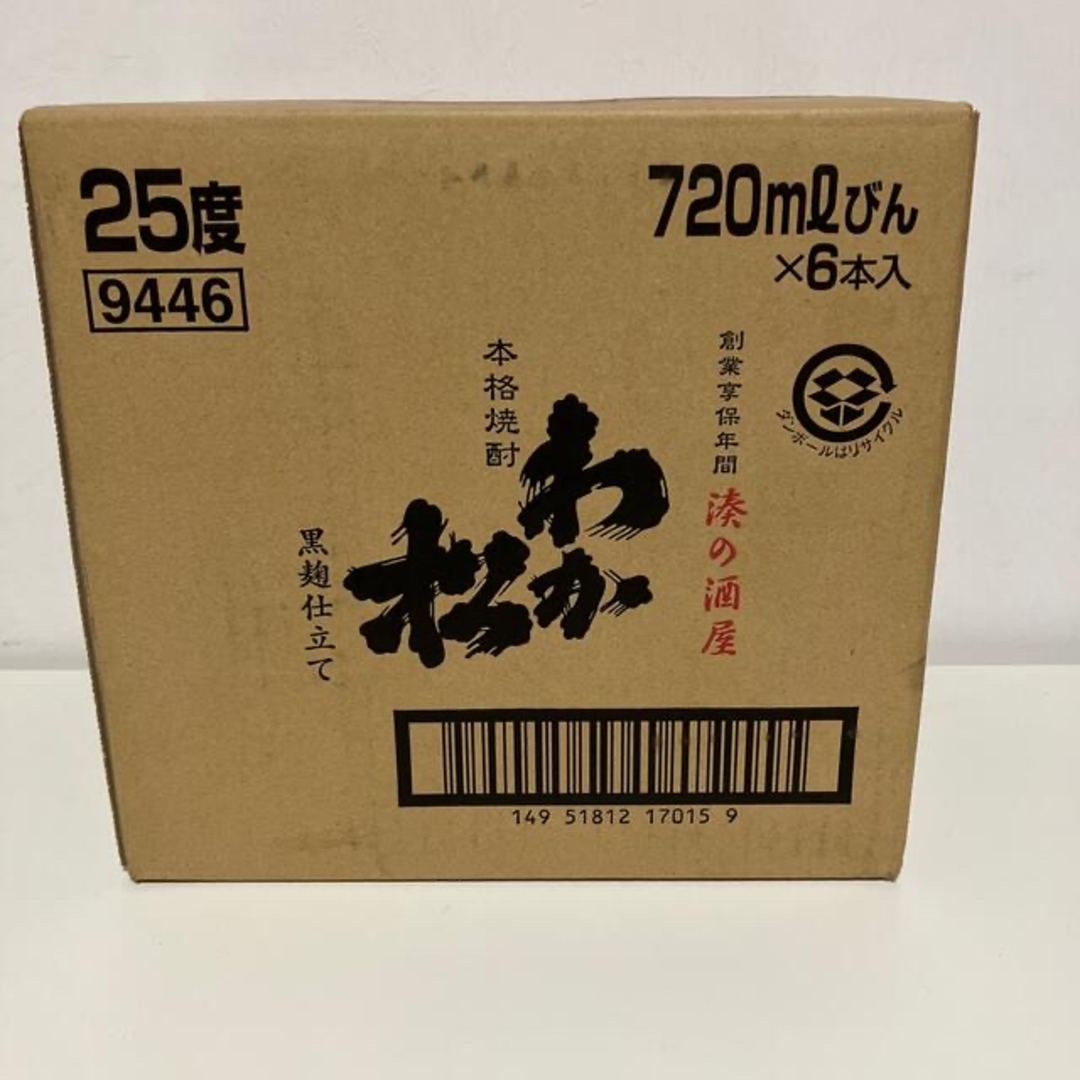 25度
9446
720mlびん
×6本入
ダンボールはリサイクル
創業享保年間
湊の酒屋
本格焼酎
わか松
黒麹仕立て
149 51812 17015 9